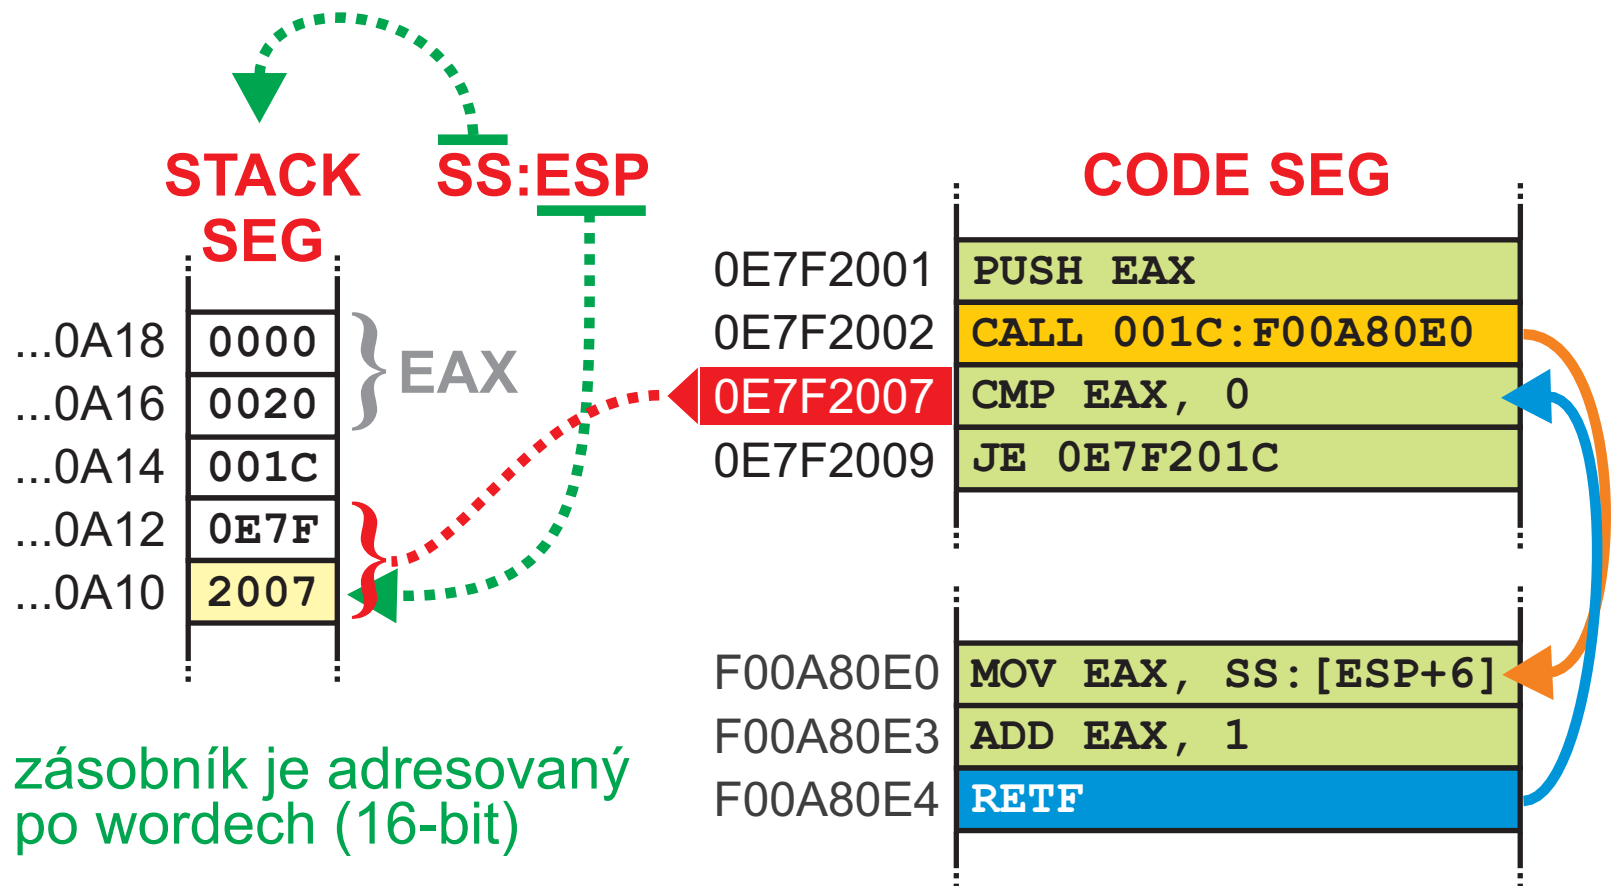 STACK
SEG
SS:ESP
CODE SEG
...0A18 0000
...0A16 0020
EAX
...0A14 001C
...0A12 0E7F
...0A10 2007
0E7F2001 PUSH EAX
0E7F2002 CALL 001C:F00A80E0
0E7F2007 CMP EAX, 0
0E7F2009 JE 0E7F201C
F00A80E0 MOV EAX, SS:[ESP+6]
F00A80E3 ADD EAX, 1
F00A80E4 RETF
zásobník je adresovaný
po wordech (16-bit)